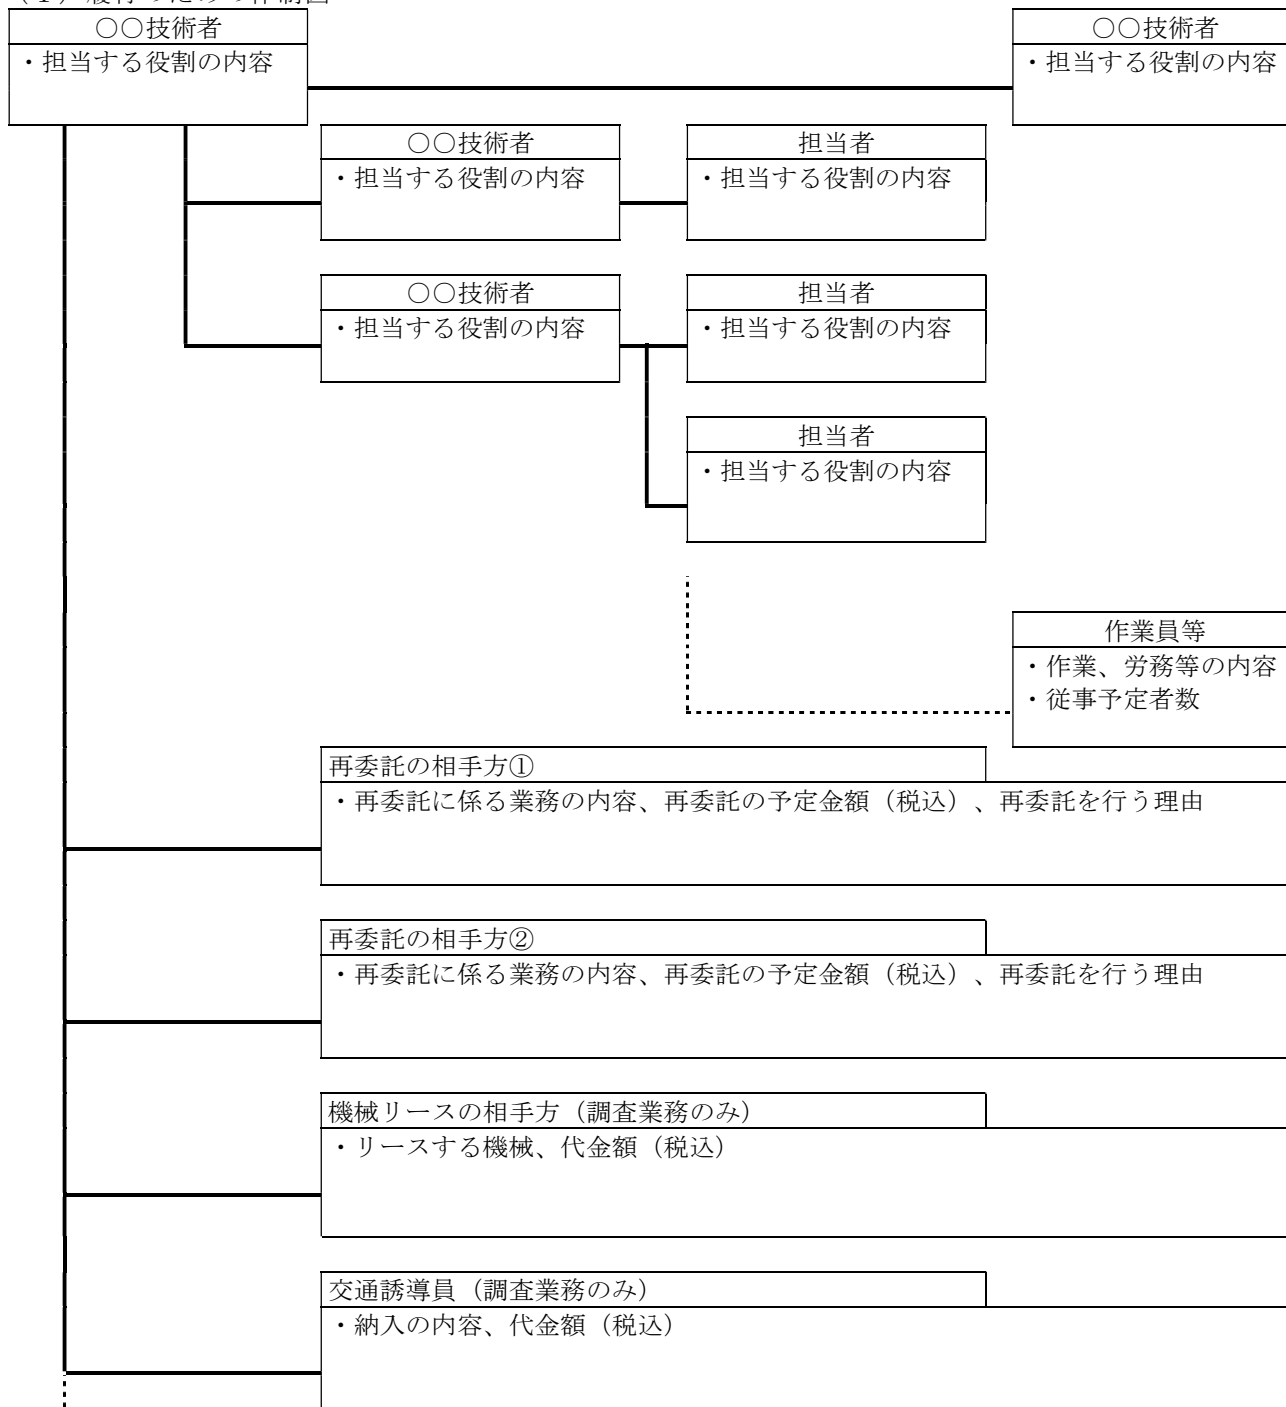 ○○技術者
・担当する役割の内容
○○技術者
・担当する役割の内容
○○技術者
・担当する役割の内容
担当者
・担当する役割の内容
○○技術者
・担当する役割の内容
担当者
・担当する役割の内容
担当者
・担当する役割の内容
作業員等
・作業、労務等の内容
・従事予定者数
再委託の相手方①
・再委託に係る業務の内容、再委託の予定金額（税込）、再委託を行う理由
再委託の相手方②
・再委託に係る業務の内容、再委託の予定金額（税込）、再委託を行う理由
機械リースの相手方（調査業務のみ）
・リースする機械、代金額（税込）
交通誘導員（調査業務のみ）
・納入の内容、代金額（税込）